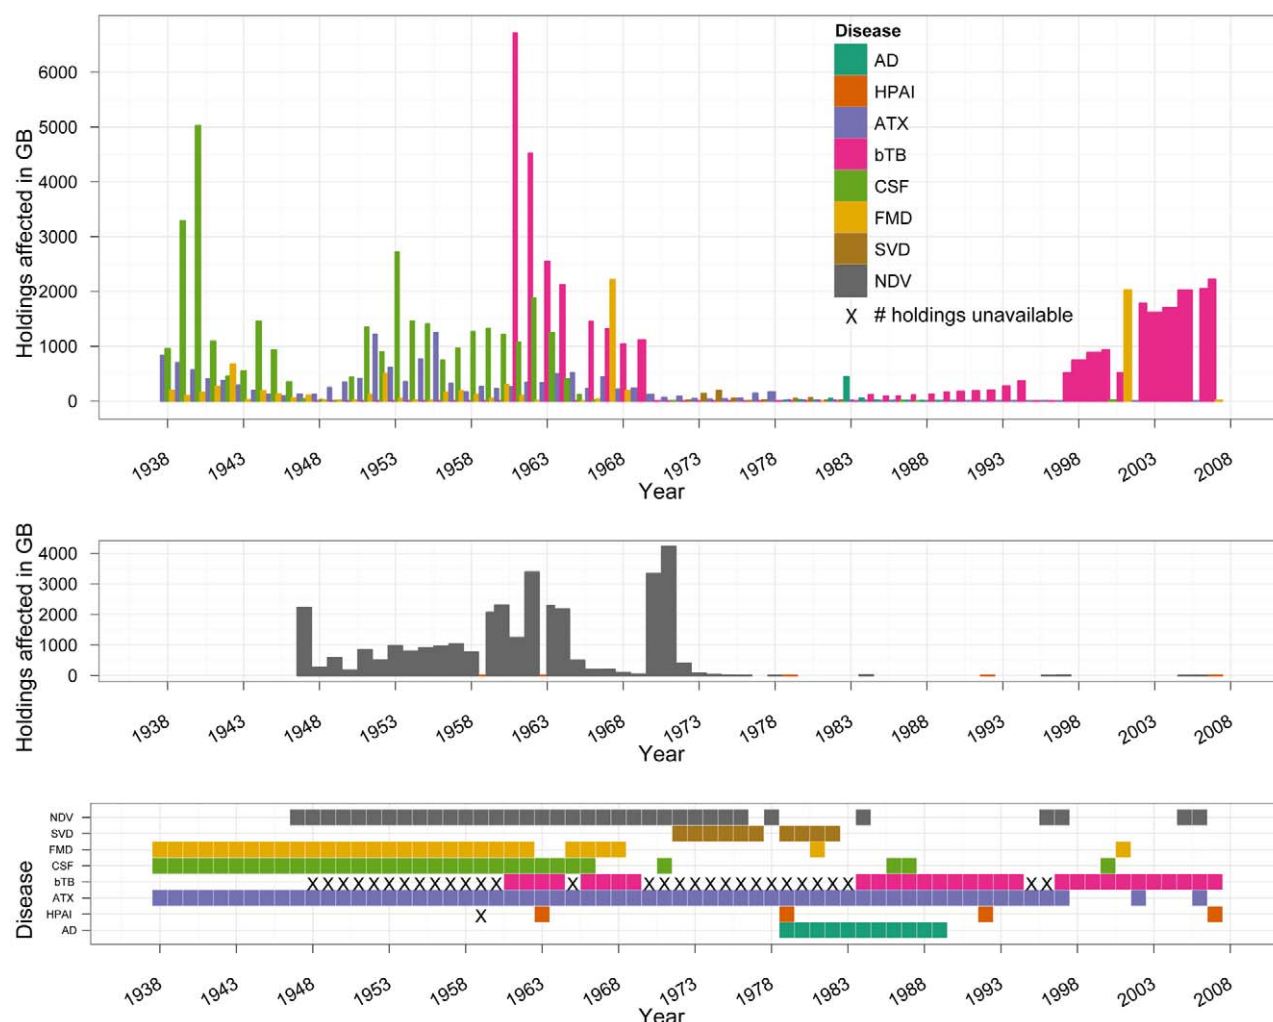 Disease
AD
HPAI
ATX
bTB
CSF
FMD
SVD
NDV
X # holdings unavailable
Holdings affected in GB
6000
5000
4000
3000
2000
1000
0
1938 1943 1948 1953 1958 1963 1968 1973 1978 1983 1988 1993 1998 2003 2008
Year
Holdings affected in GB
4000
3000
2000
1000
0
1938 1943 1948 1953 1958 1963 1968 1973 1978 1983 1988 1993 1998 2003 2008
Year
Disease
NDV
SVD
FMD
CSF
bTB X X X X X X X X X X X X X X X X X X X X X X X X X X X X X X
ATX
HPAI X
AD
1938 1943 1948 1953 1958 1963 1968 1973 1978 1983 1988 1993 1998 2003 2008
Year